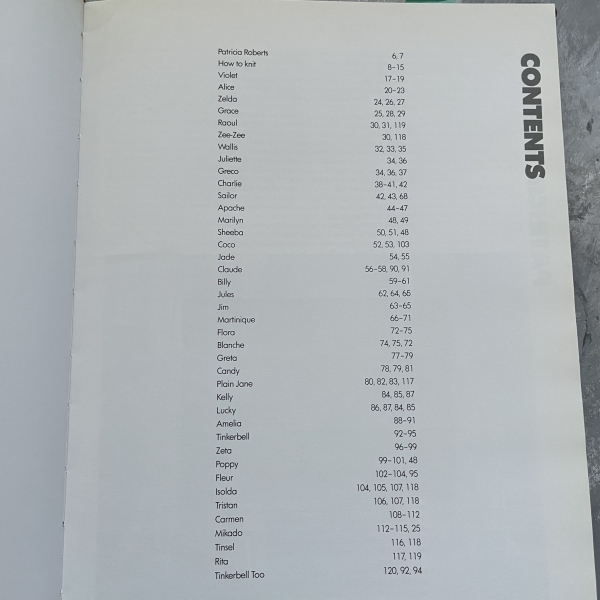 CONTENTS
Patricia Roberts 6, 7
How to knit 8–15
Violet 17–19
Alice 20–23
Zelda 24, 26, 27
Grace 25, 28, 29
Raoul 30, 31, 119
Zee-Zee 30, 118
Wallis 32, 33, 35
Juliette 34, 36
Greco 34, 36, 37
Charlie 38–41, 42
Sailor 42, 43, 68
Apache 44–47
Marilyn 48, 49
Sheeba 50, 51, 48
Coco 52, 53, 103
Jade 54, 55
Claude 56–58, 90, 91
Billy 59–61
Jules 62, 64, 65
Jim 63–65
Martinique 66–71
Flora 72–75
Blanche 74, 75, 72
Greta 77–79
Candy 78, 79, 81
Plain Jane 80, 82, 83, 117
Kelly 84, 85, 87
Lucky 86, 87, 84, 85
Amelia 88–91
Tinkerbell 92–95
Zeta 96–99
Poppy 99–101, 48
Fleur 102–104, 95
Isolda 104, 105, 107, 118
Tristan 106, 107, 118
Carmen 108–112
Mikado 112–115, 25
Tinsel 116, 118
Rita 117, 119
Tinkerbell Too 120, 92, 94